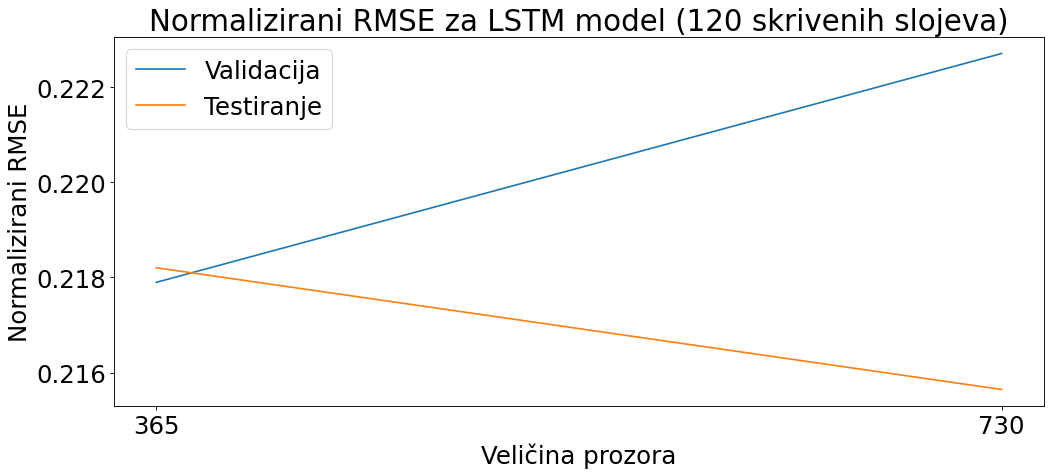 Normalizirani RMSE za LSTM model (120 skrivenih slojeva)
Validacija
Testiranje
Normalizirani RMSE
0.222
0.220
0.218
0.216
365
730
Veličina prozora